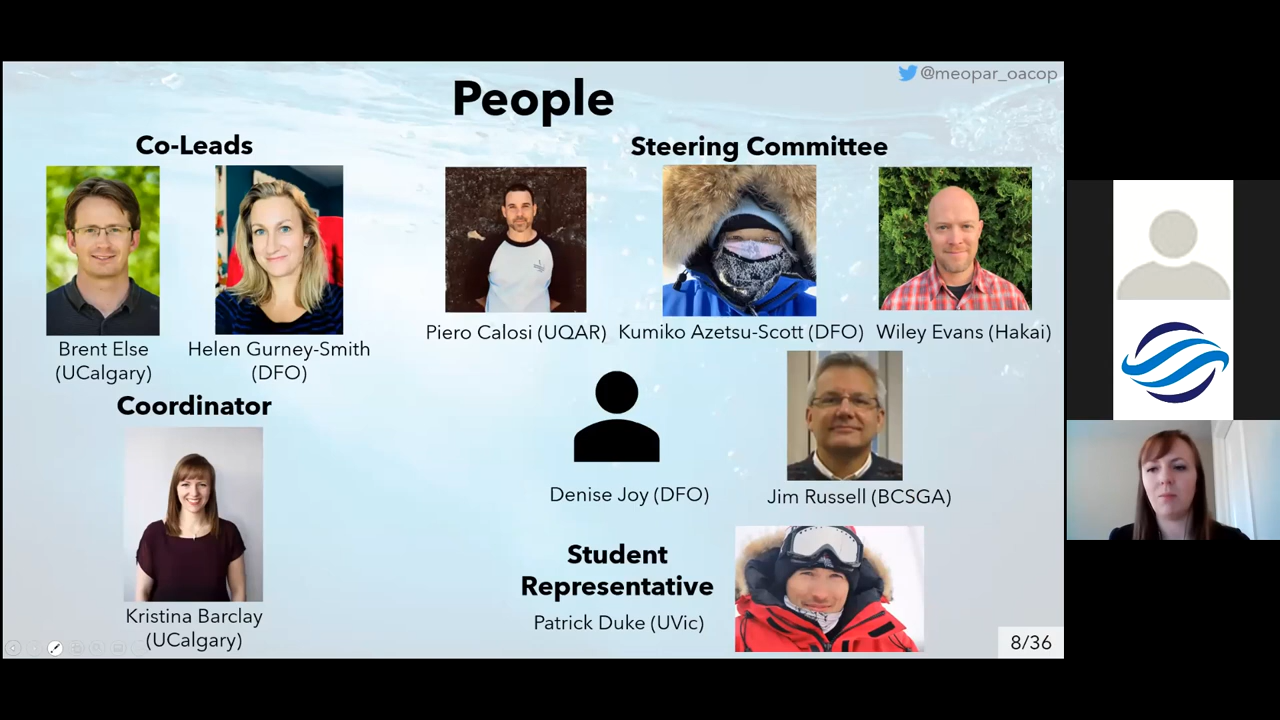 @meopar_oacop
People
Co-Leads
Steering Committee
Brent Else
(UCalgary)
Helen Gurney-Smith
(DFO)
Piero Calosi (UQAR)
Kumiko Azetsu-Scott (DFO)
Wiley Evans (Hakai)
Coordinator
Kristina Barclay
(UCalgary)
Denise Joy (DFO)
Jim Russell (BCSGA)
Student
Representative
Patrick Duke (UVic)
8/36